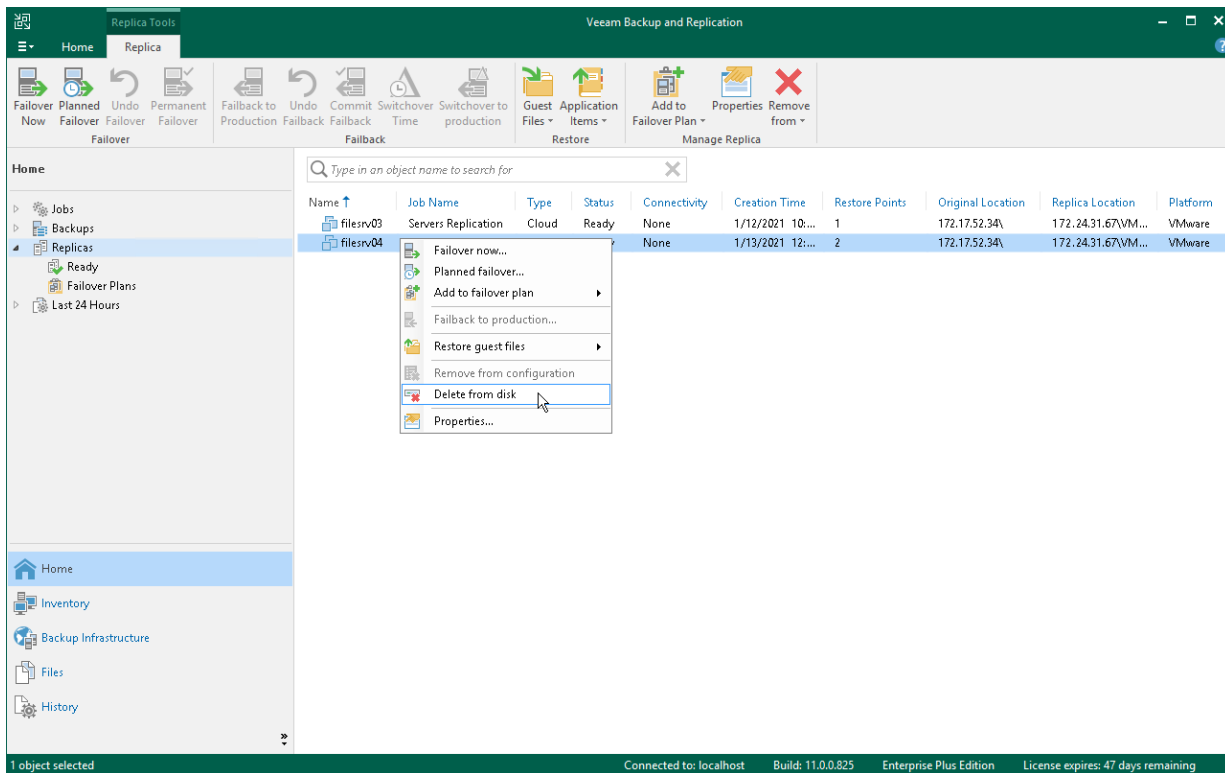 Replica Tools
Veeam Backup and Replication
Home Replica
Failover Now
Planned Failover
Undo Failover
Permanent Failover
Failback to Production
Undo Failback
Commit Failback
Switchover Time
Switchover to production
Guest Files
Application Items
Add to Failover Plan
Properties
Remove from
Failover Failback Restore Manage Replica
Home
Type in an object name to search for
Jobs
Backups
Replicas
Ready
Failover Plans
Last 24 Hours
Name Job Name Type Status Connectivity Creation Time Restore Points Original Location Replica Location Platform
filesrv03 Servers Replication Cloud Ready None 1/12/2021 10:... 1 172.17.52.34\ 172.24.31.67\VM... VMware
filesrv04 None 1/13/2021 12:... 2 172.17.52.34\ 172.24.31.67\VM... VMware
Failover now...
Planned failover...
Add to failover plan
Failback to production...
Restore guest files
Remove from configuration
Delete from disk
Properties...
Home
Inventory
Backup Infrastructure
Files
History
1 object selected
Connected to: localhost Build: 11.0.0.825 Enterprise Plus Edition License expires: 47 days remaining